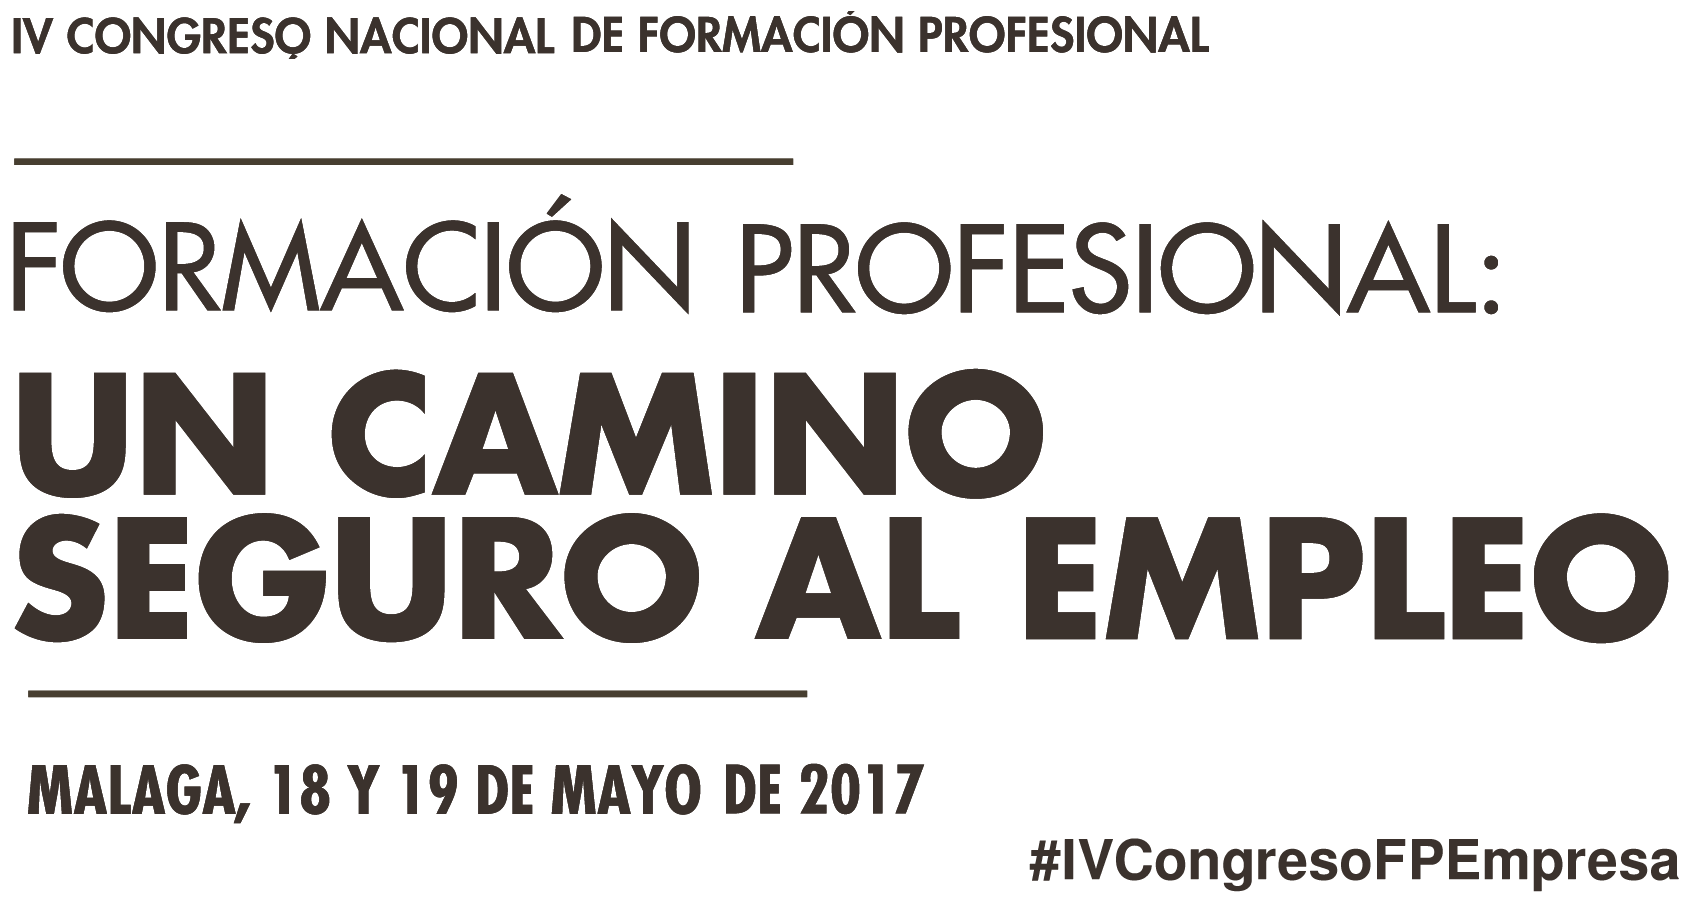 IV CONGRESO NACIONAL DE FORMACIÓN PROFESIONAL
FORMACIÓN PROFESIONAL:
UN CAMINO
SEGURO AL EMPLEO
MALAGA, 18 Y 19 DE MAYO DE 2017
#IVCongresoFPEmpresa